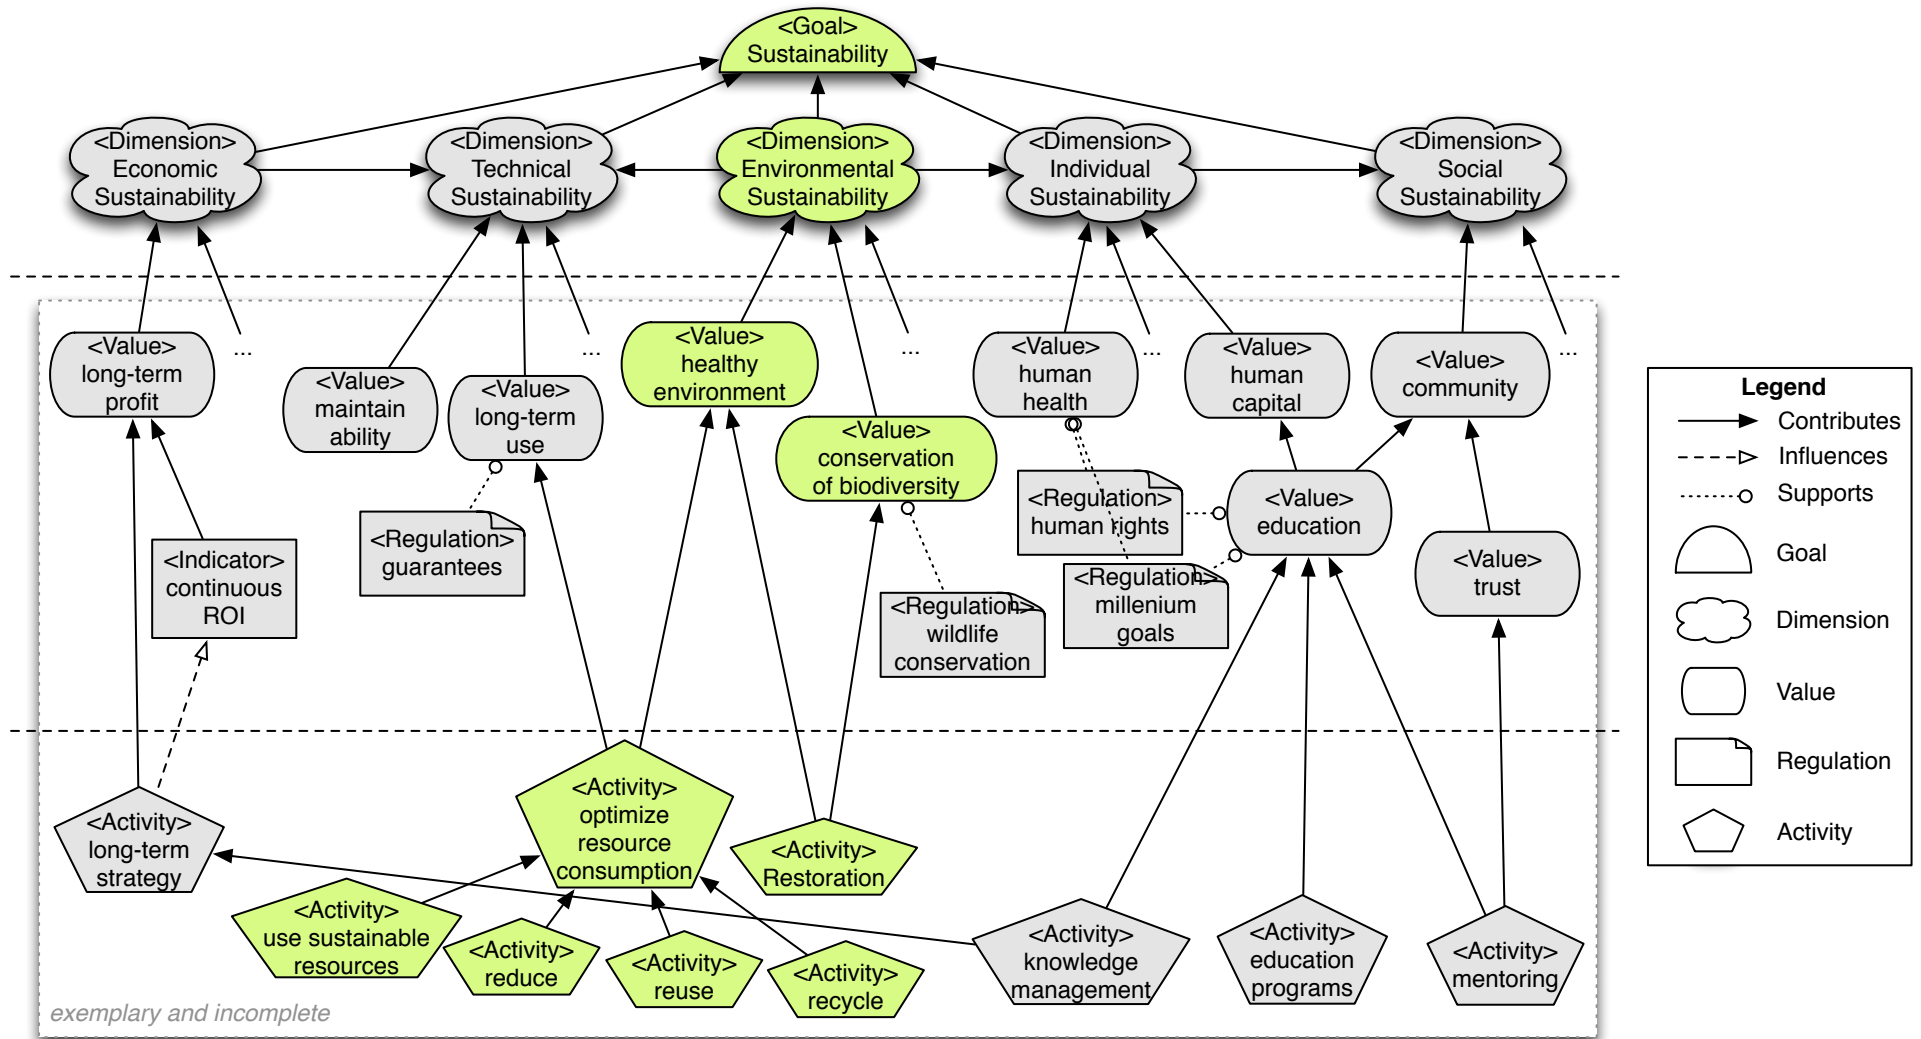 <Goal>
Sustainability
<Dimension>
Economic
Sustainability
<Dimension>
Technical
Sustainability
<Dimension>
Environmental
Sustainability
<Dimension>
Individual
Sustainability
<Dimension>
Social
Sustainability
<Value>
long-term
profit
...
<Value>
maintain
ability
<Value>
long-term
use
...
<Value>
healthy
environment
<Value>
conservation
of biodiversity
...
<Value>
human
health
...
<Value>
human
capital
<Value>
community
...
<Indicator>
continuous
ROI
<Regulation>
guarantees
<Regulation>
wildlife
conservation
<Regulation>
human rights
<Regulation>
millenium
goals
<Value>
education
<Value>
trust
<Activity>
long-term
strategy
<Activity>
optimize
resource
consumption
<Activity>
Restoration
<Activity>
use sustainable
resources
<Activity>
reduce
<Activity>
reuse
<Activity>
recycle
<Activity>
knowledge
management
<Activity>
education
programs
<Activity>
mentoring
exemplary and incomplete
Legend
Contributes
Influences
Supports
Goal
Dimension
Value
Regulation
Activity